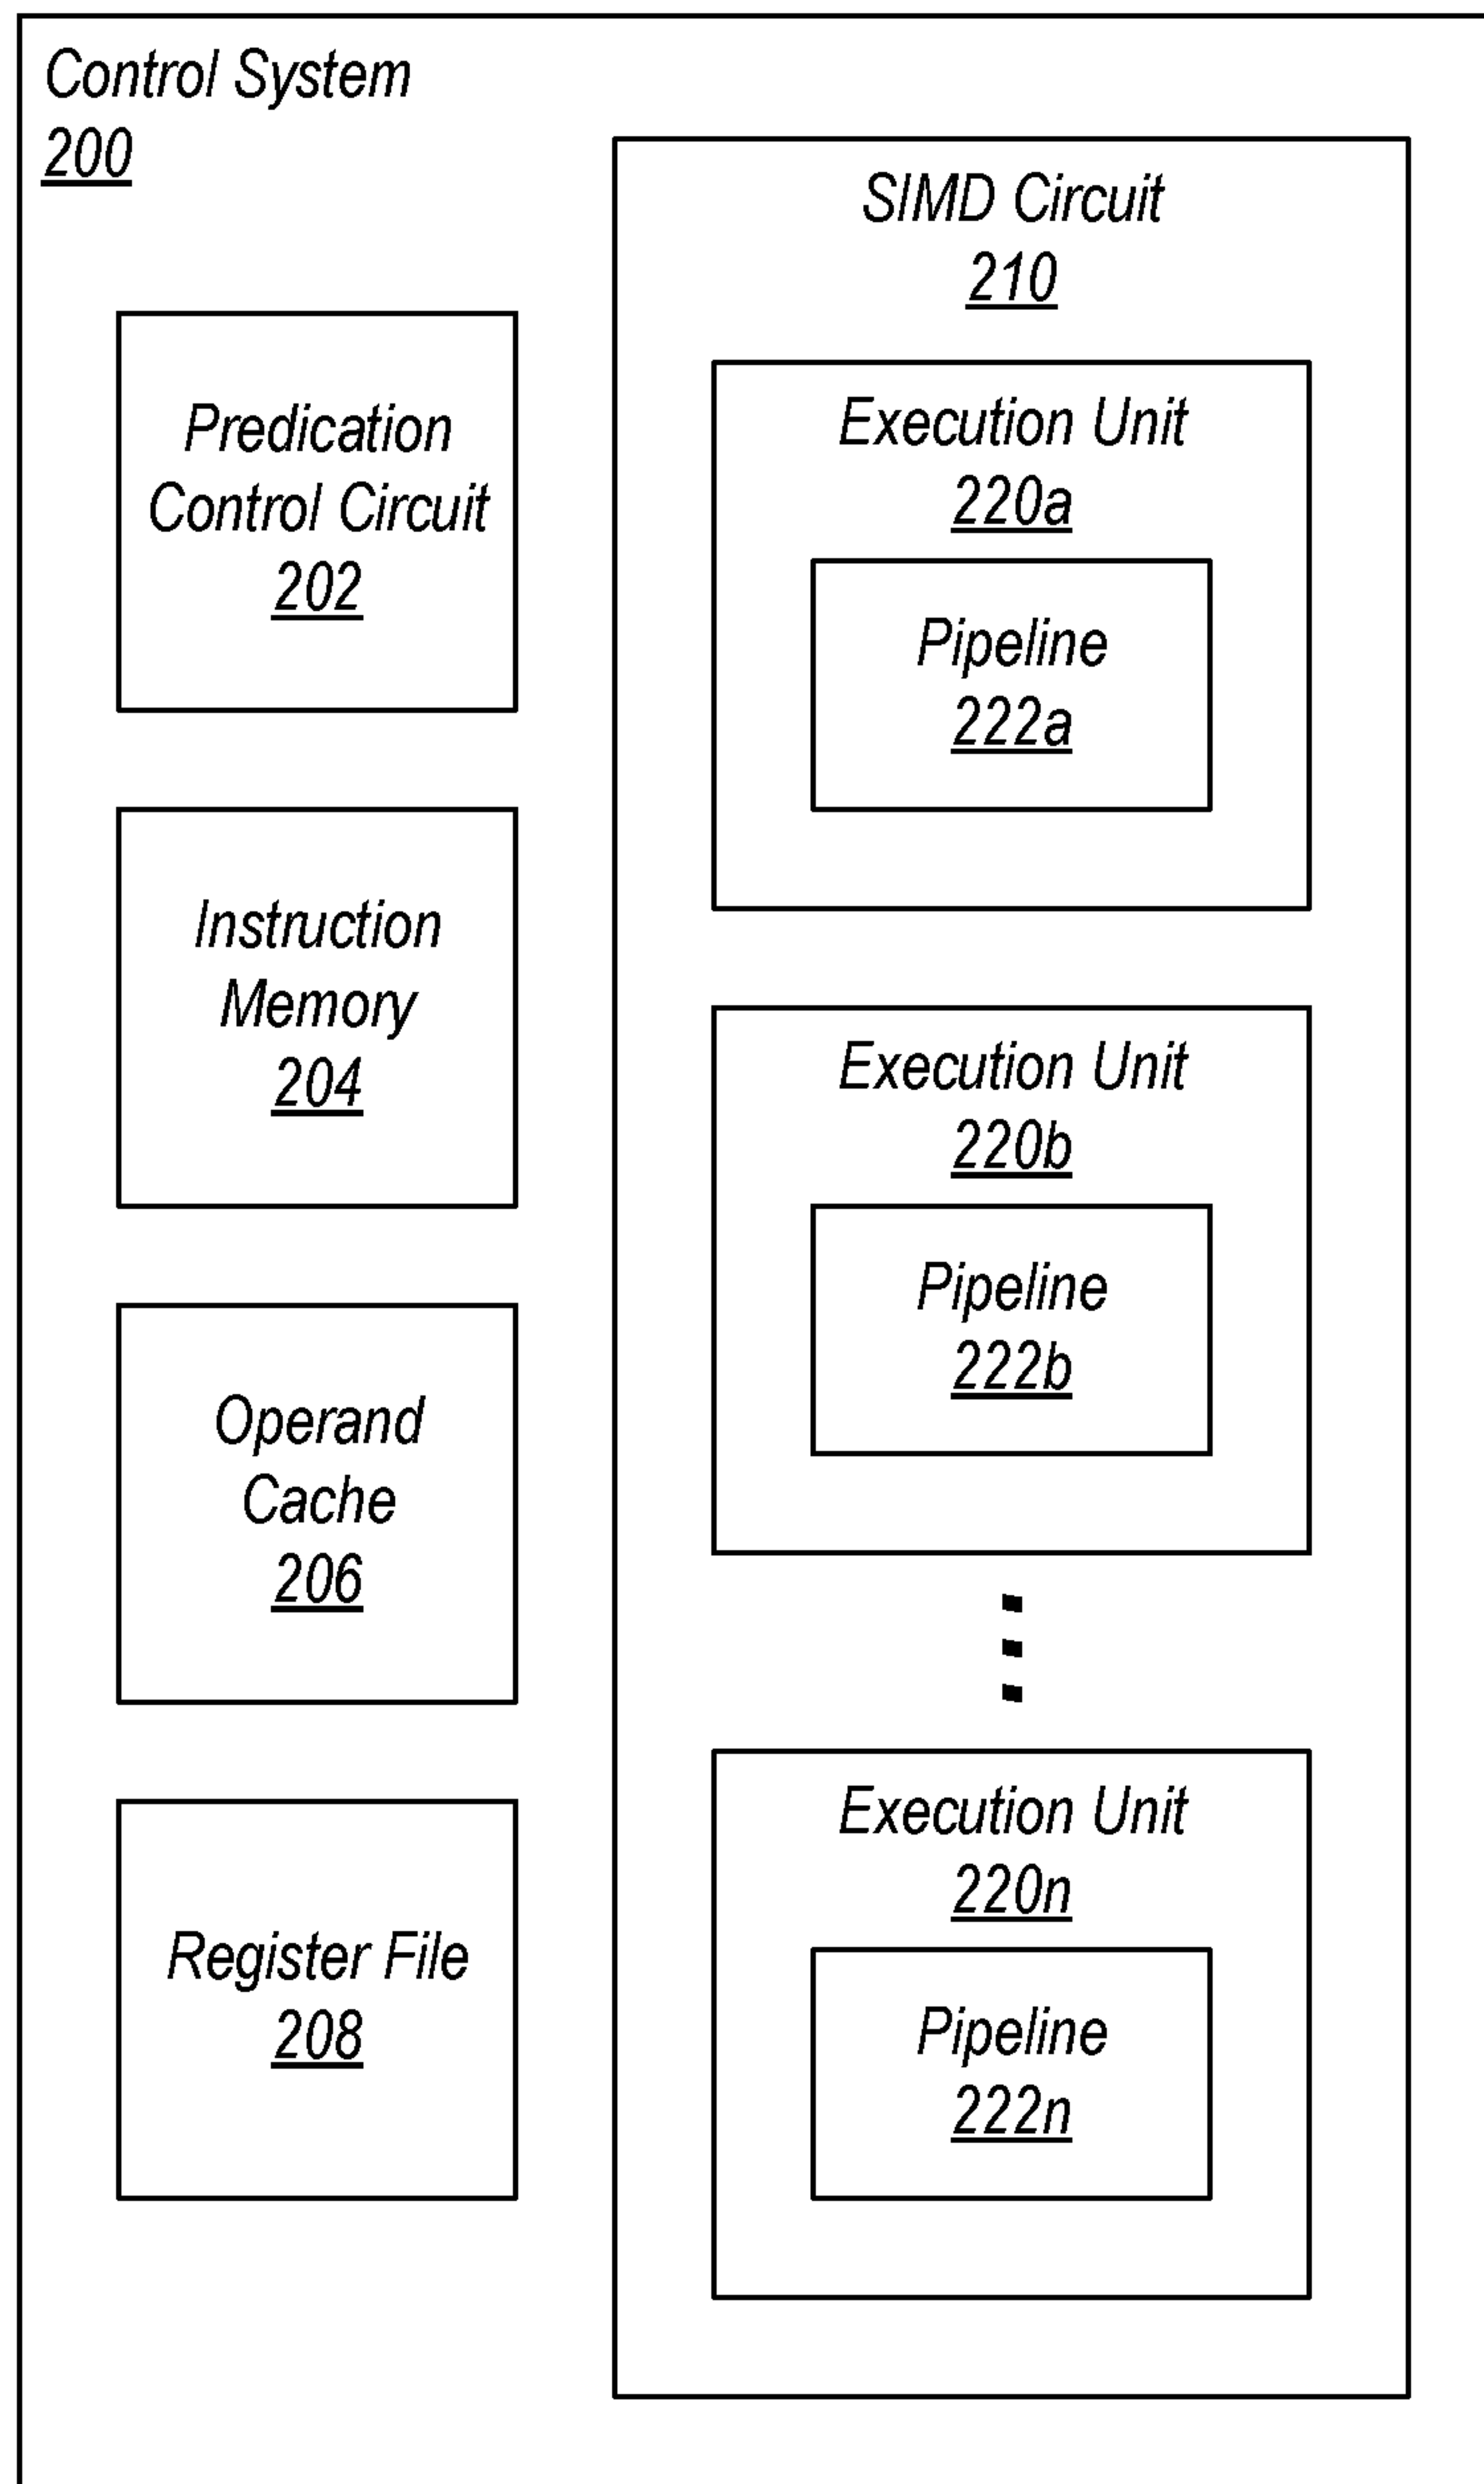 Control System
200
Predication
Control Circuit
202
Instruction
Memory
204
Operand
Cache
206
Register File
208
SIMD Circuit
210
Execution Unit
220a
Pipeline
222a
Execution Unit
220b
Pipeline
222b
Execution Unit
220n
Pipeline
222n